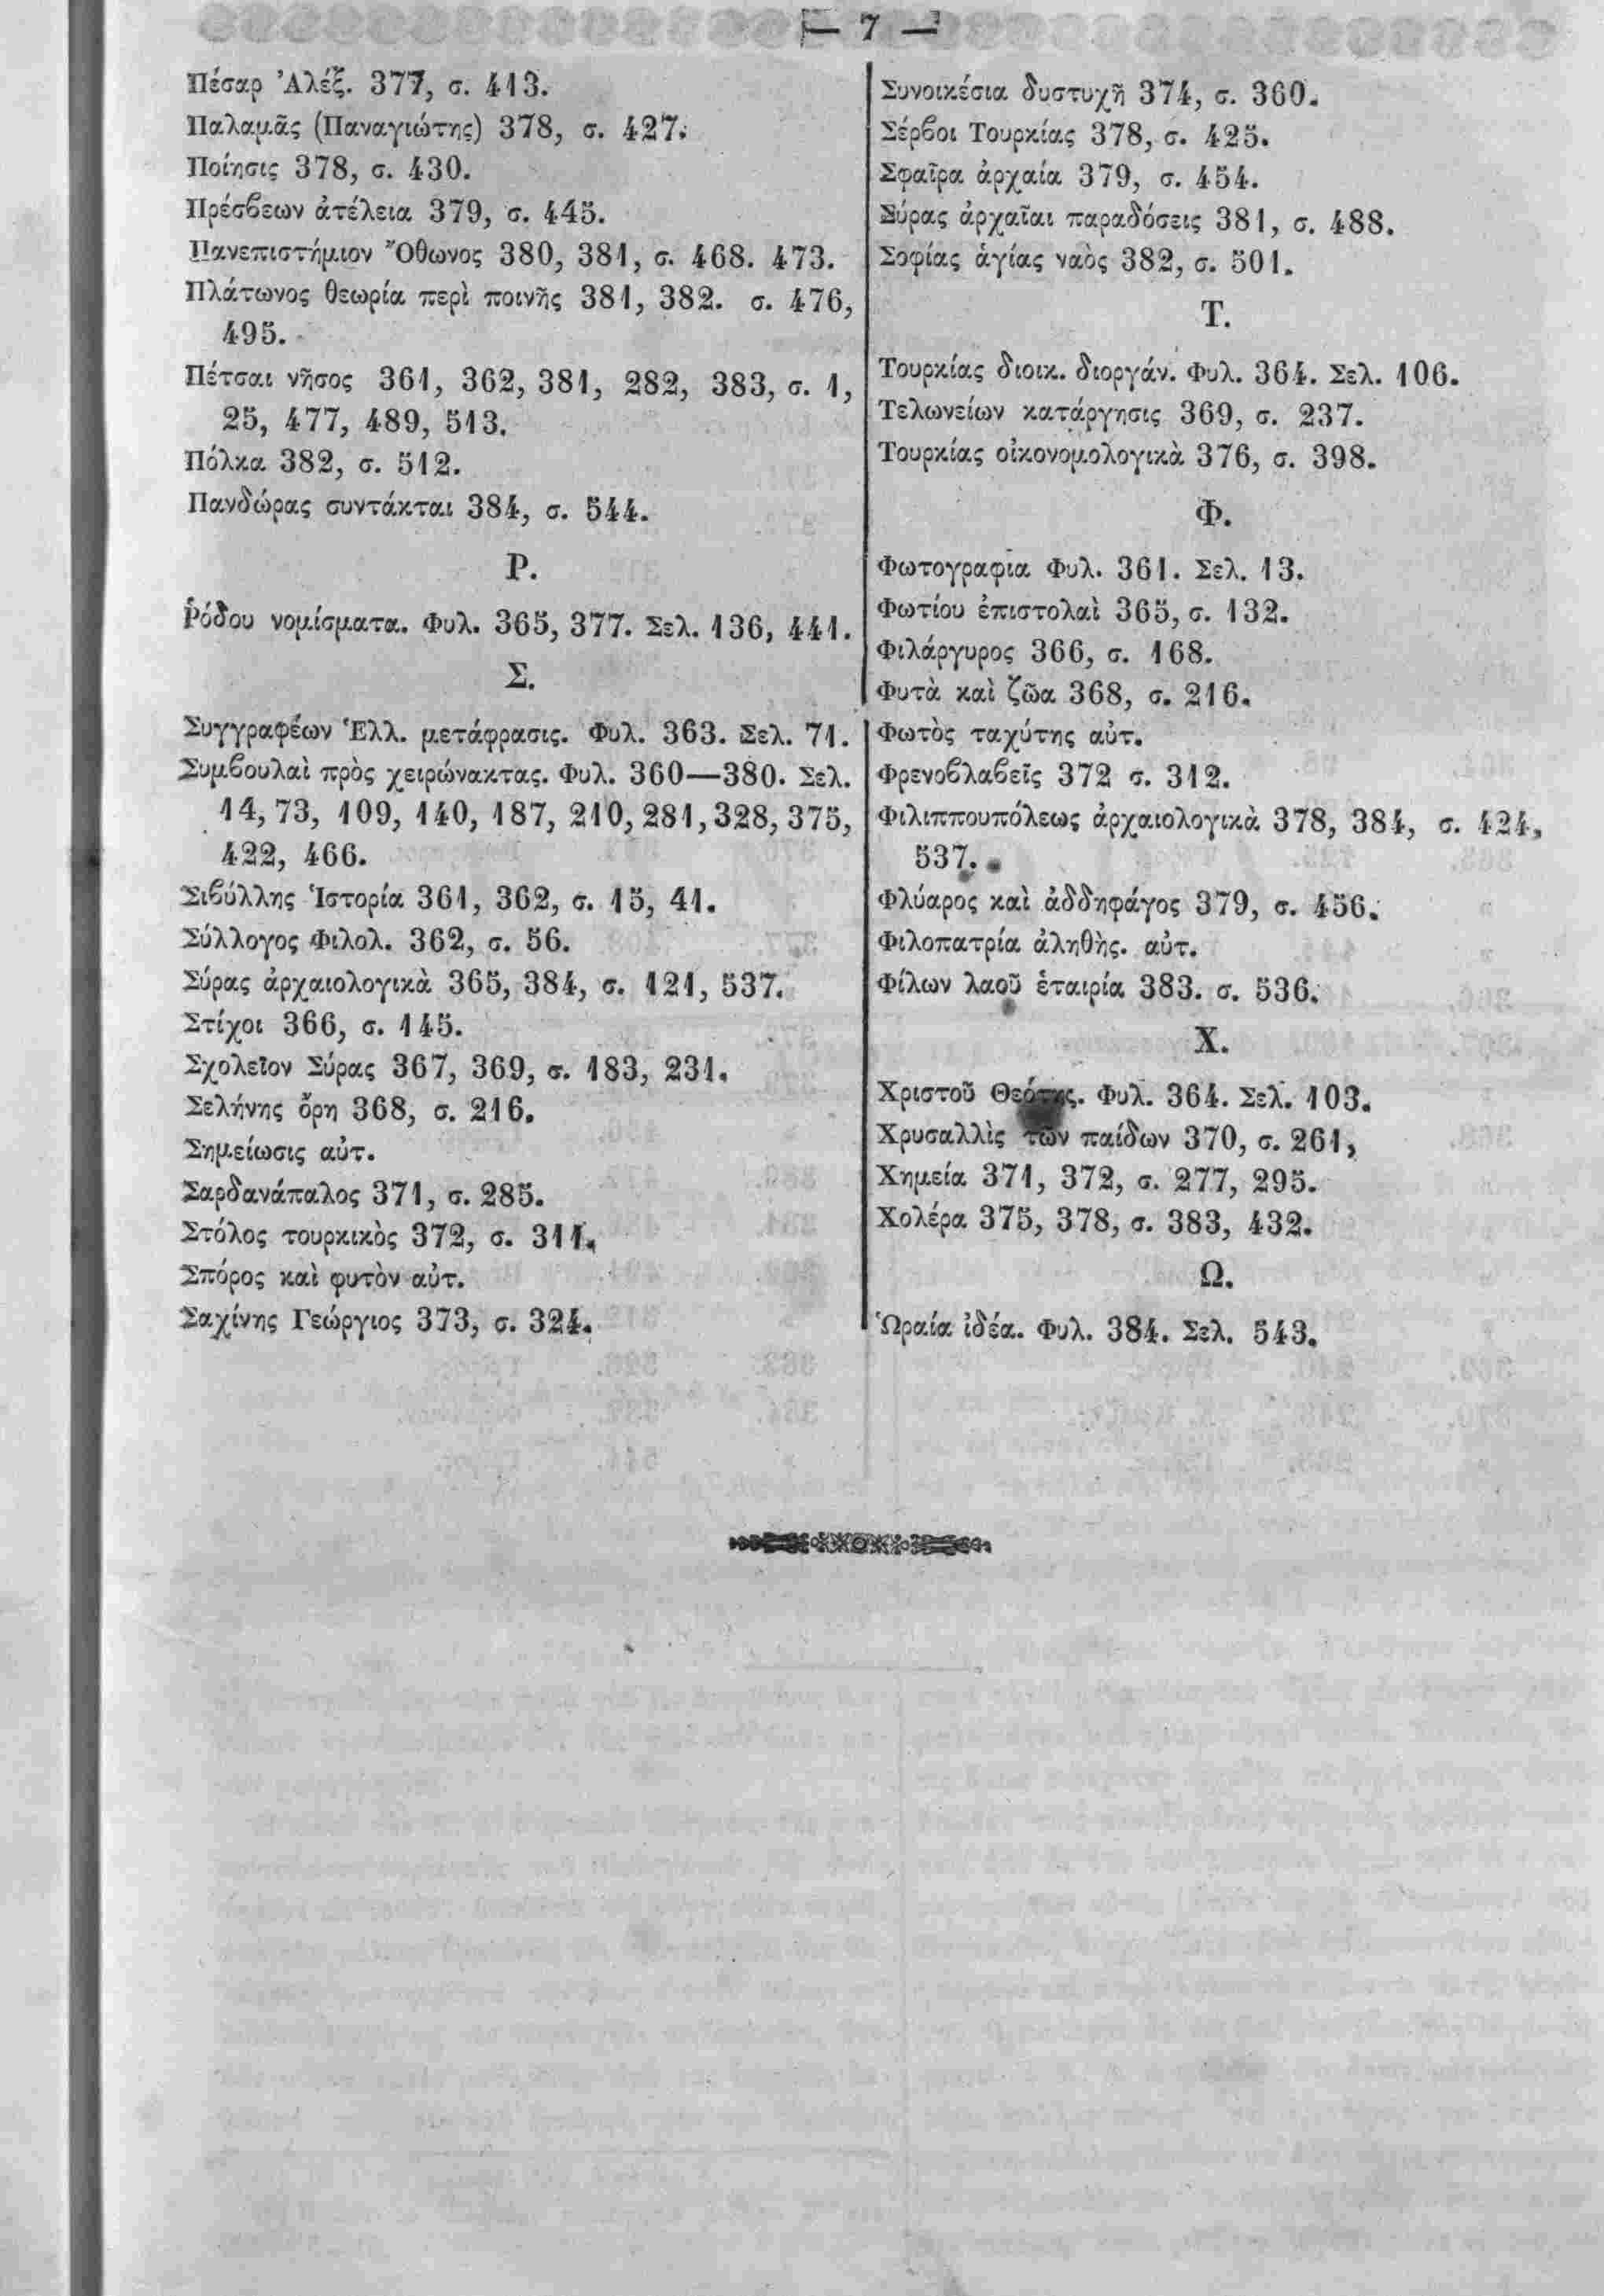 — 7 —
Πέσαρ Ἀλέξ. 377, σ. 413.
Παλαμᾶς (Παναγιώτης) 378, σ. 427.
Ποίησις 378, σ. 430.
Πρέσβεων ἀτέλεια 379, σ. 445.
Πανεπιστήμιον Ὄθωνος 380, 381, σ. 468. 473.
Πλάτωνος θεωρία περὶ ποινῆς 381, 382. σ. 476,
495.
Πέτσαι νῆσος 361, 362, 381, 282, 383, σ. 1,
25, 477, 489, 513.
Πόλκα 382, σ. 512.
Πανδώρας συντάκται 384, σ. 544.
Ρ.
Ῥόδου νομίσματα. Φυλ. 365, 377. Σελ. 136, 441.
Σ.
Συγγραφέων Ἑλλ. μετάφρασις. Φυλ. 363. Σελ. 71.
Συμβουλαὶ πρὸς χειρώνακτας. Φυλ. 360—380. Σελ.
14, 73, 109, 140, 187, 210, 281, 328, 375,
422, 466.
Σιβύλλης Ἱστορία 361, 362, σ. 15, 41.
Σύλλογος Φιλολ. 362, σ. 56.
Σύρας ἀρχαιολογικὰ 365, 384, σ. 121, 537.
Στίχοι 366, σ. 145.
Σχολεῖον Σύρας 367, 369, σ. 183, 231.
Σελήνης ὄρη 368, σ. 216.
Σημείωσις αὐτ.
Σαρδανάπαλος 371, σ. 285.
Στόλος τουρκικὸς 372, σ. 311.
Σπόρος καὶ φυτὸν αὐτ.
Σαχίνης Γεώργιος 373, σ. 324.
Συνοικέσια δυστυχῆ 374, σ. 360.
Σέρβοι Τουρκίας 378, σ. 425.
Σφαῖρα ἀρχαία 379, σ. 454.
Σύρας ἀρχαῖαι παραδόσεις 381, σ. 488.
Σοφίας ἁγίας ναὸς 382, σ. 501.
Τ.
Τουρκίας διοικ. διοργάν. Φυλ. 364. Σελ. 106.
Τελωνείων κατάργησις 369, σ. 237.
Τουρκίας οἰκονομολογικὰ 376, σ. 398.
Φ.
Φωτογραφία Φυλ. 361. Σελ. 13.
Φωτίου ἐπιστολαὶ 365, σ. 132.
Φιλάργυρος 366, σ. 168.
Φυτὰ καὶ ζῶα 368, σ. 216.
Φωτὸς ταχύτης αὐτ.
Φρενοβλαβεῖς 372 σ. 312.
Φιλιππουπόλεως ἀρχαιολογικὰ 378, 384, σ. 424,
537.
Φλύαρος καὶ ἀδδηφάγος 379, σ. 456.
Φιλοπατρία ἀληθὴς. αὐτ.
Φίλων λαοῦ ἑταιρία 383. σ. 536.
Χ.
Χριστοῦ Θεότης. Φυλ. 364. Σελ. 103.
Χρυσαλλὶς τῶν παίδων 370, σ. 261,
Χημεία 371, 372, σ. 277, 295.
Χολέρα 375, 378, σ. 383, 432.
Ω.
Ὡραία ἰδέα. Φυλ. 384. Σελ. 543.